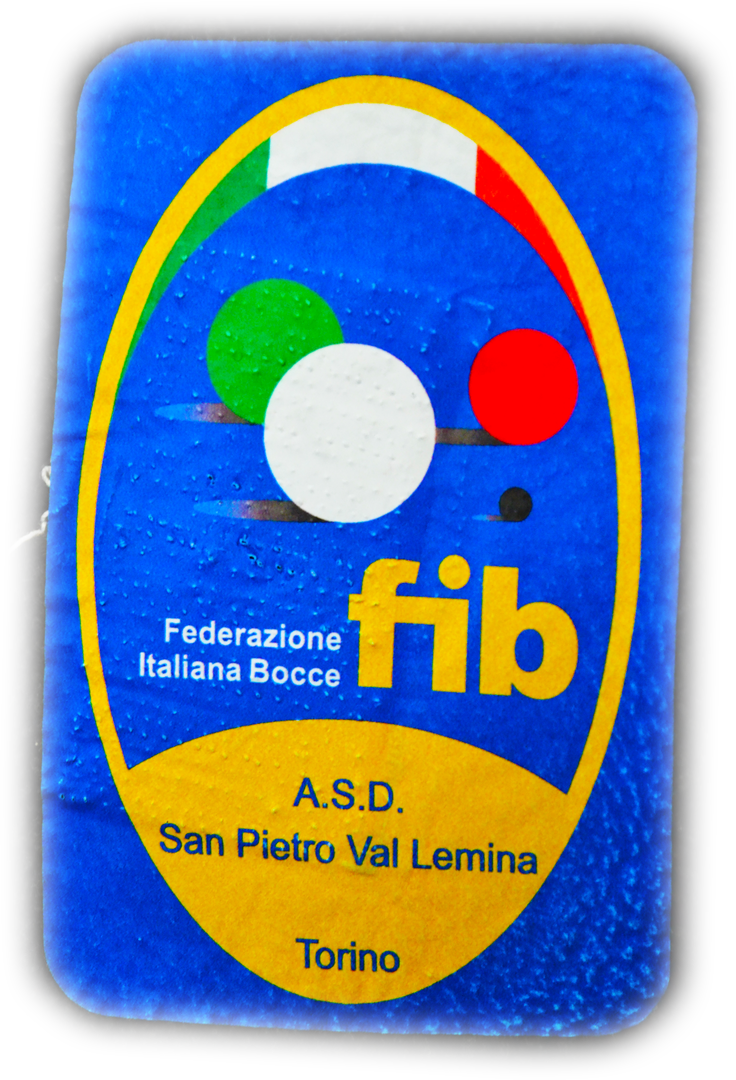 fib
Federazione
Italiana Bocce
A.S.D.
San Pietro Val Lemina
Torino